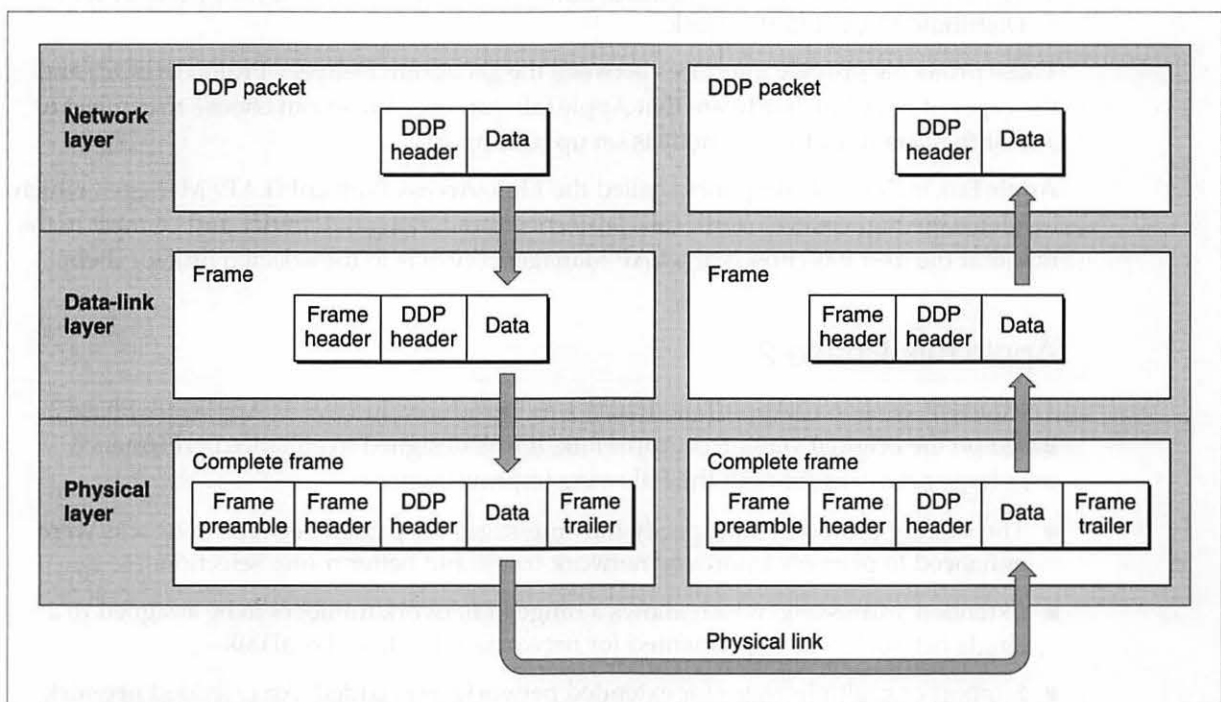 DDP packet
DDP packet
Network
layer
DDP
header
Data
DDP
header
Data
Frame
Frame
Data-link
layer
Frame
header
DDP
header
Data
Frame
header
DDP
header
Data
Complete frame
Complete frame
Physical
layer
Frame
preamble
Frame
header
DDP
header
Data
Frame
trailer
Frame
preamble
Frame
header
DDP
header
Data
Frame
trailer
Physical link